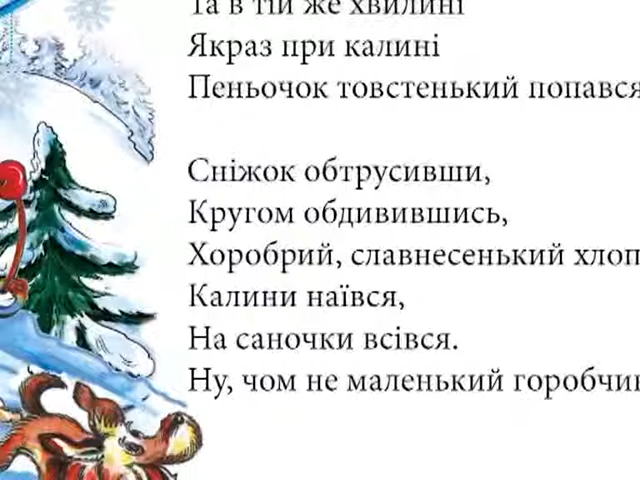 Та в тій же хвилині
Якраз при калині
Пеньочок товстенький попався
Сніжок обтрусивши,
Кругом обдивившись,
Хоробрий, славнесенький хлоп
Калини наївся,
На саночки всівся.
Ну, чом не маленький горобчи